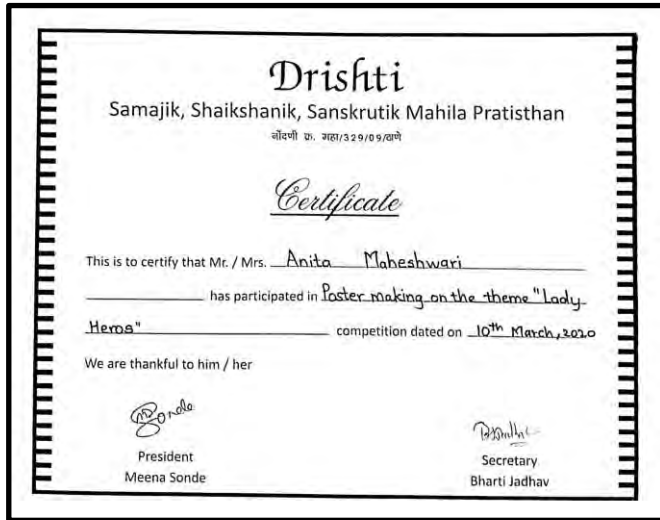 Drishti
Samajik, Shaikshanik, Sanskrutik Mahila Pratisthan
नोंदणी क्र. महा/329/09/ठाणे
Certificate
This is to certify that Mr. / Mrs. Anita Maheshwari
has participated in Poster making on the theme "Lady
Heros" competition dated on 10th March, 2020
We are thankful to him / her
Sonde
President
Meena Sonde
Secretary
Bharti Jadhav